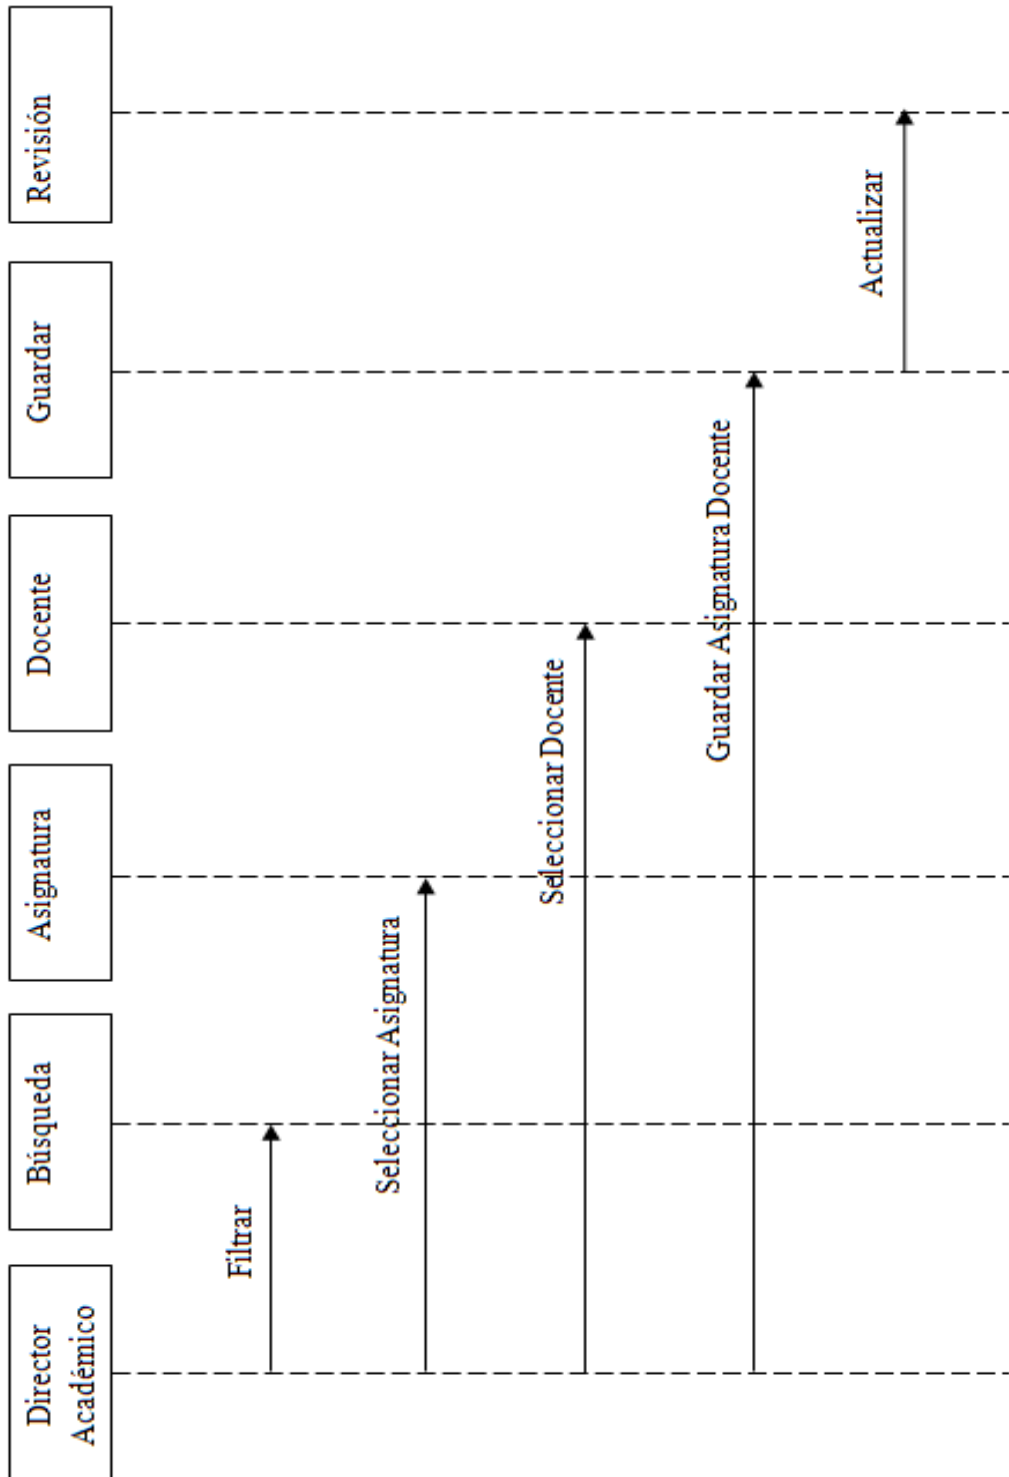 Director
Académico
Búsqueda
Asignatura
Docente
Guardar
Revisión
Filtrar
Seleccionar Asignatura
Seleccionar Docente
Guardar Asignatura Docente
Actualizar